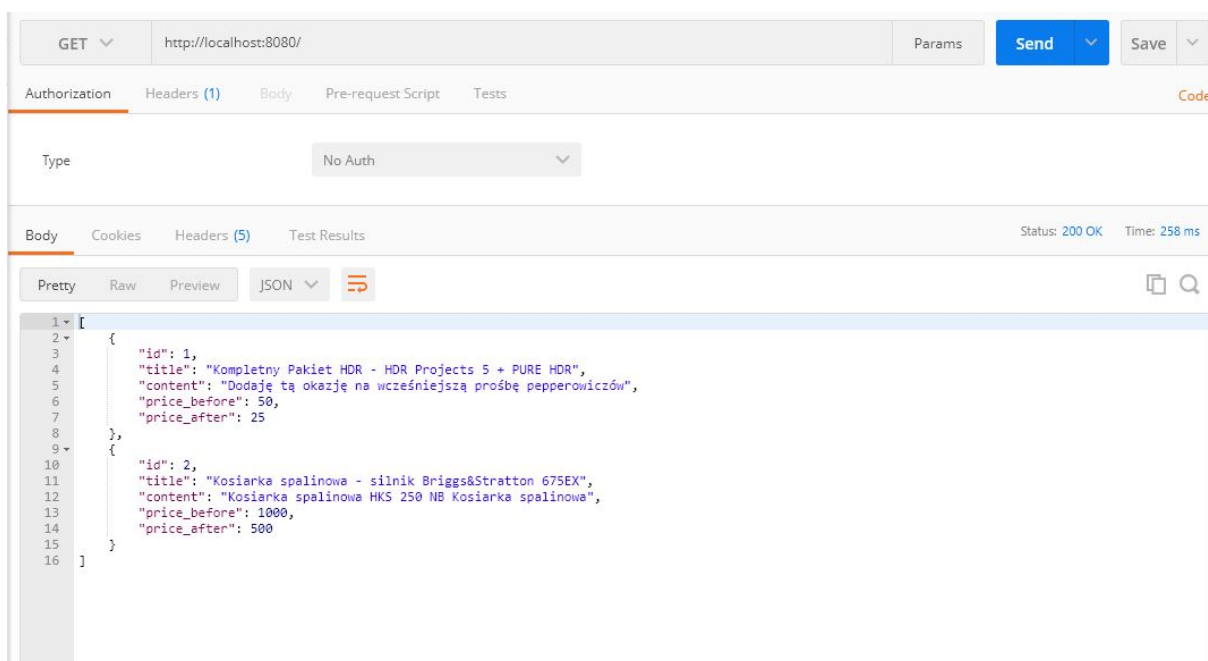 GET http://localhost:8080/ Params Send Save
Authorization Headers (1) Body Pre-request Script Tests Code
Type No Auth
Body Cookies Headers (5) Test Results Status: 200 OK Time: 258 ms
Pretty Raw Preview JSON
1 [
2 {
3 "id": 1,
4 "title": "Kompletny Pakiet HDR - HDR Projects 5 + PURE HDR",
5 "content": "Dodaję tą okazję na wcześniejszą prośbę pepperowiczów",
6 "price_before": 50,
7 "price_after": 25
8 },
9 {
10 "id": 2,
11 "title": "Kosiarka spalinowa - silnik Briggs&Stratton 675EX",
12 "content": "Kosiarka spalinowa HKS 250 NB Kosiarka spalinowa",
13 "price_before": 1000,
14 "price_after": 500
15 }
16 ]